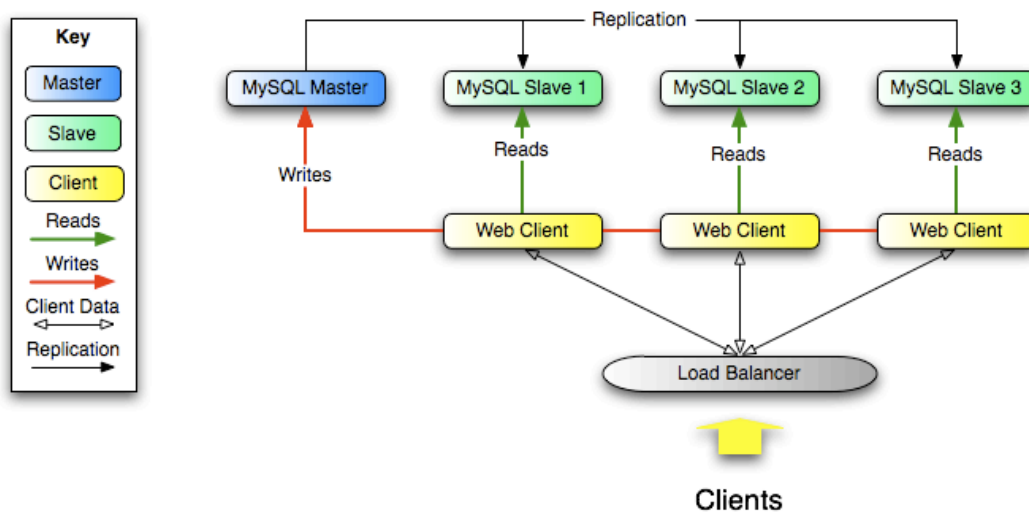 Key
Master
Slave
Client
Reads
Writes
Client Data
Replication
Replication
MySQL Master
MySQL Slave 1
MySQL Slave 2
MySQL Slave 3
Writes
Reads
Reads
Reads
Web Client
Web Client
Web Client
Load Balancer
Clients